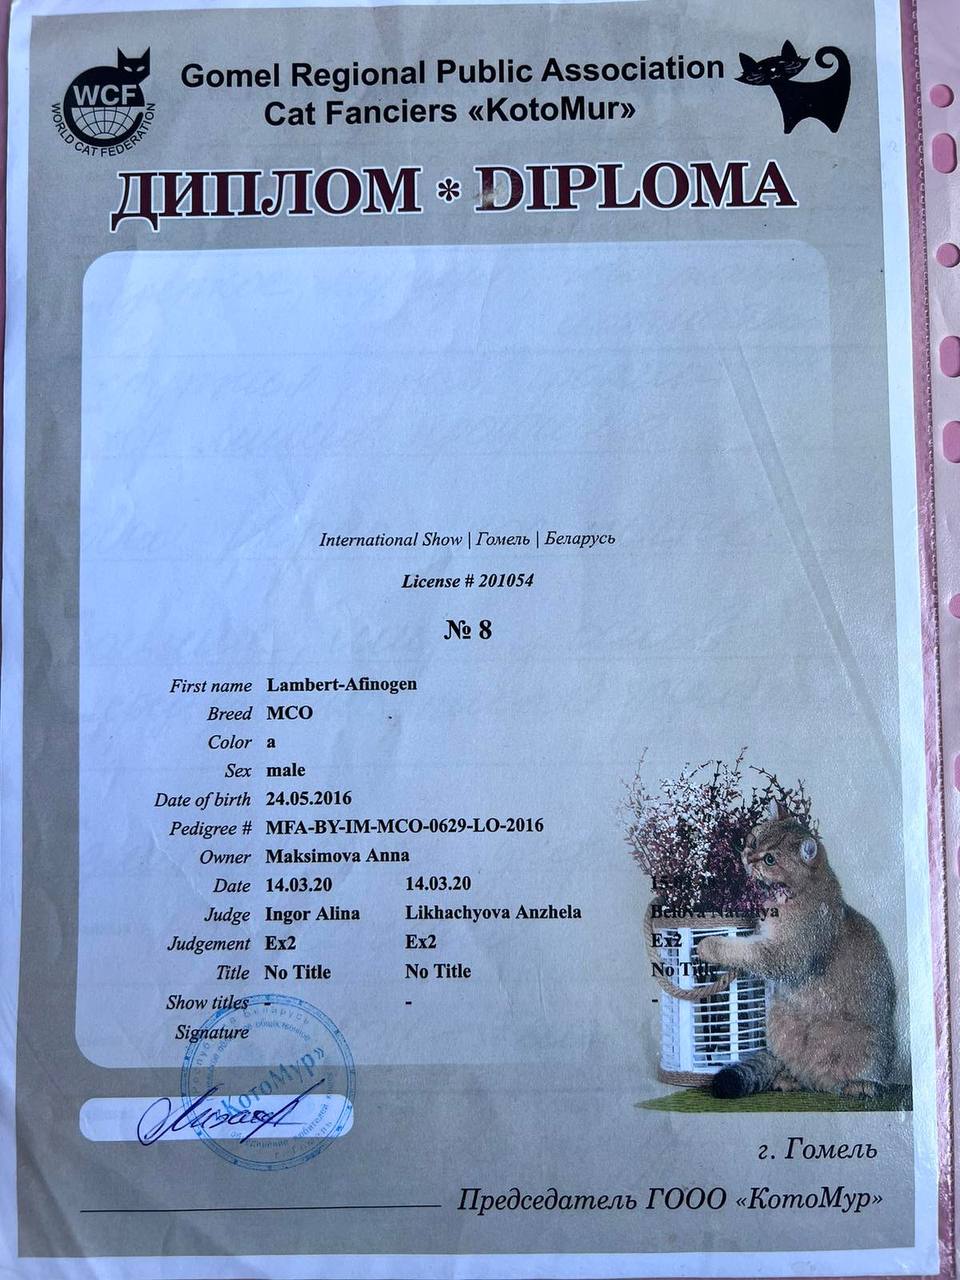 WCF
WORLD CAT FEDERATION
Gomel Regional Public Association
Cat Fanciers «KotoMur»
ДИПЛОМ * DIPLOMA
International Show | Гомель | Беларусь
License # 201054
№ 8
First name Lambert-Afinogen
Breed MCO
Color a
Sex male
Date of birth 24.05.2016
Pedigree # MFA-BY-IM-MCO-0629-LO-2016
Owner Maksimova Anna
Date 14.03.20 14.03.20
Judge Ingor Alina Likhachyova Anzhela Belova Nataliya
Judgement Ex2 Ex2 Ex2
Title No Title No Title No Title
Show titles - - -
Signature
«КотоМур»
г. Гомель
Председатель ГООО «КотоМур»